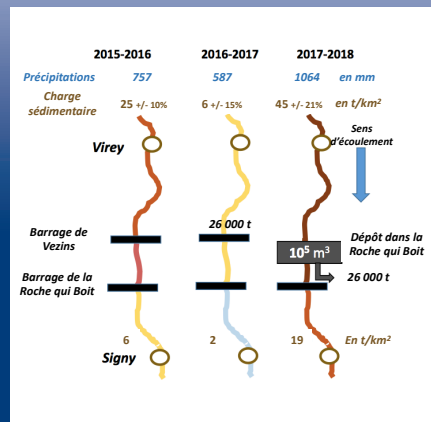 2015-2016 2016-2017 2017-2018
Précipitations 757 587 1064 en mm
Charge sédimentaire 25 +/- 10% 6 +/- 15% 45 +/- 21% en t/km²
Virey
Sens d'écoulement
Barrage de Vezins
26 000 t
10⁵ m³
Dépôt dans la Roche qui Boit
Barrage de la Roche qui Boit
26 000 t
6 2 19 En t/km²
Signy